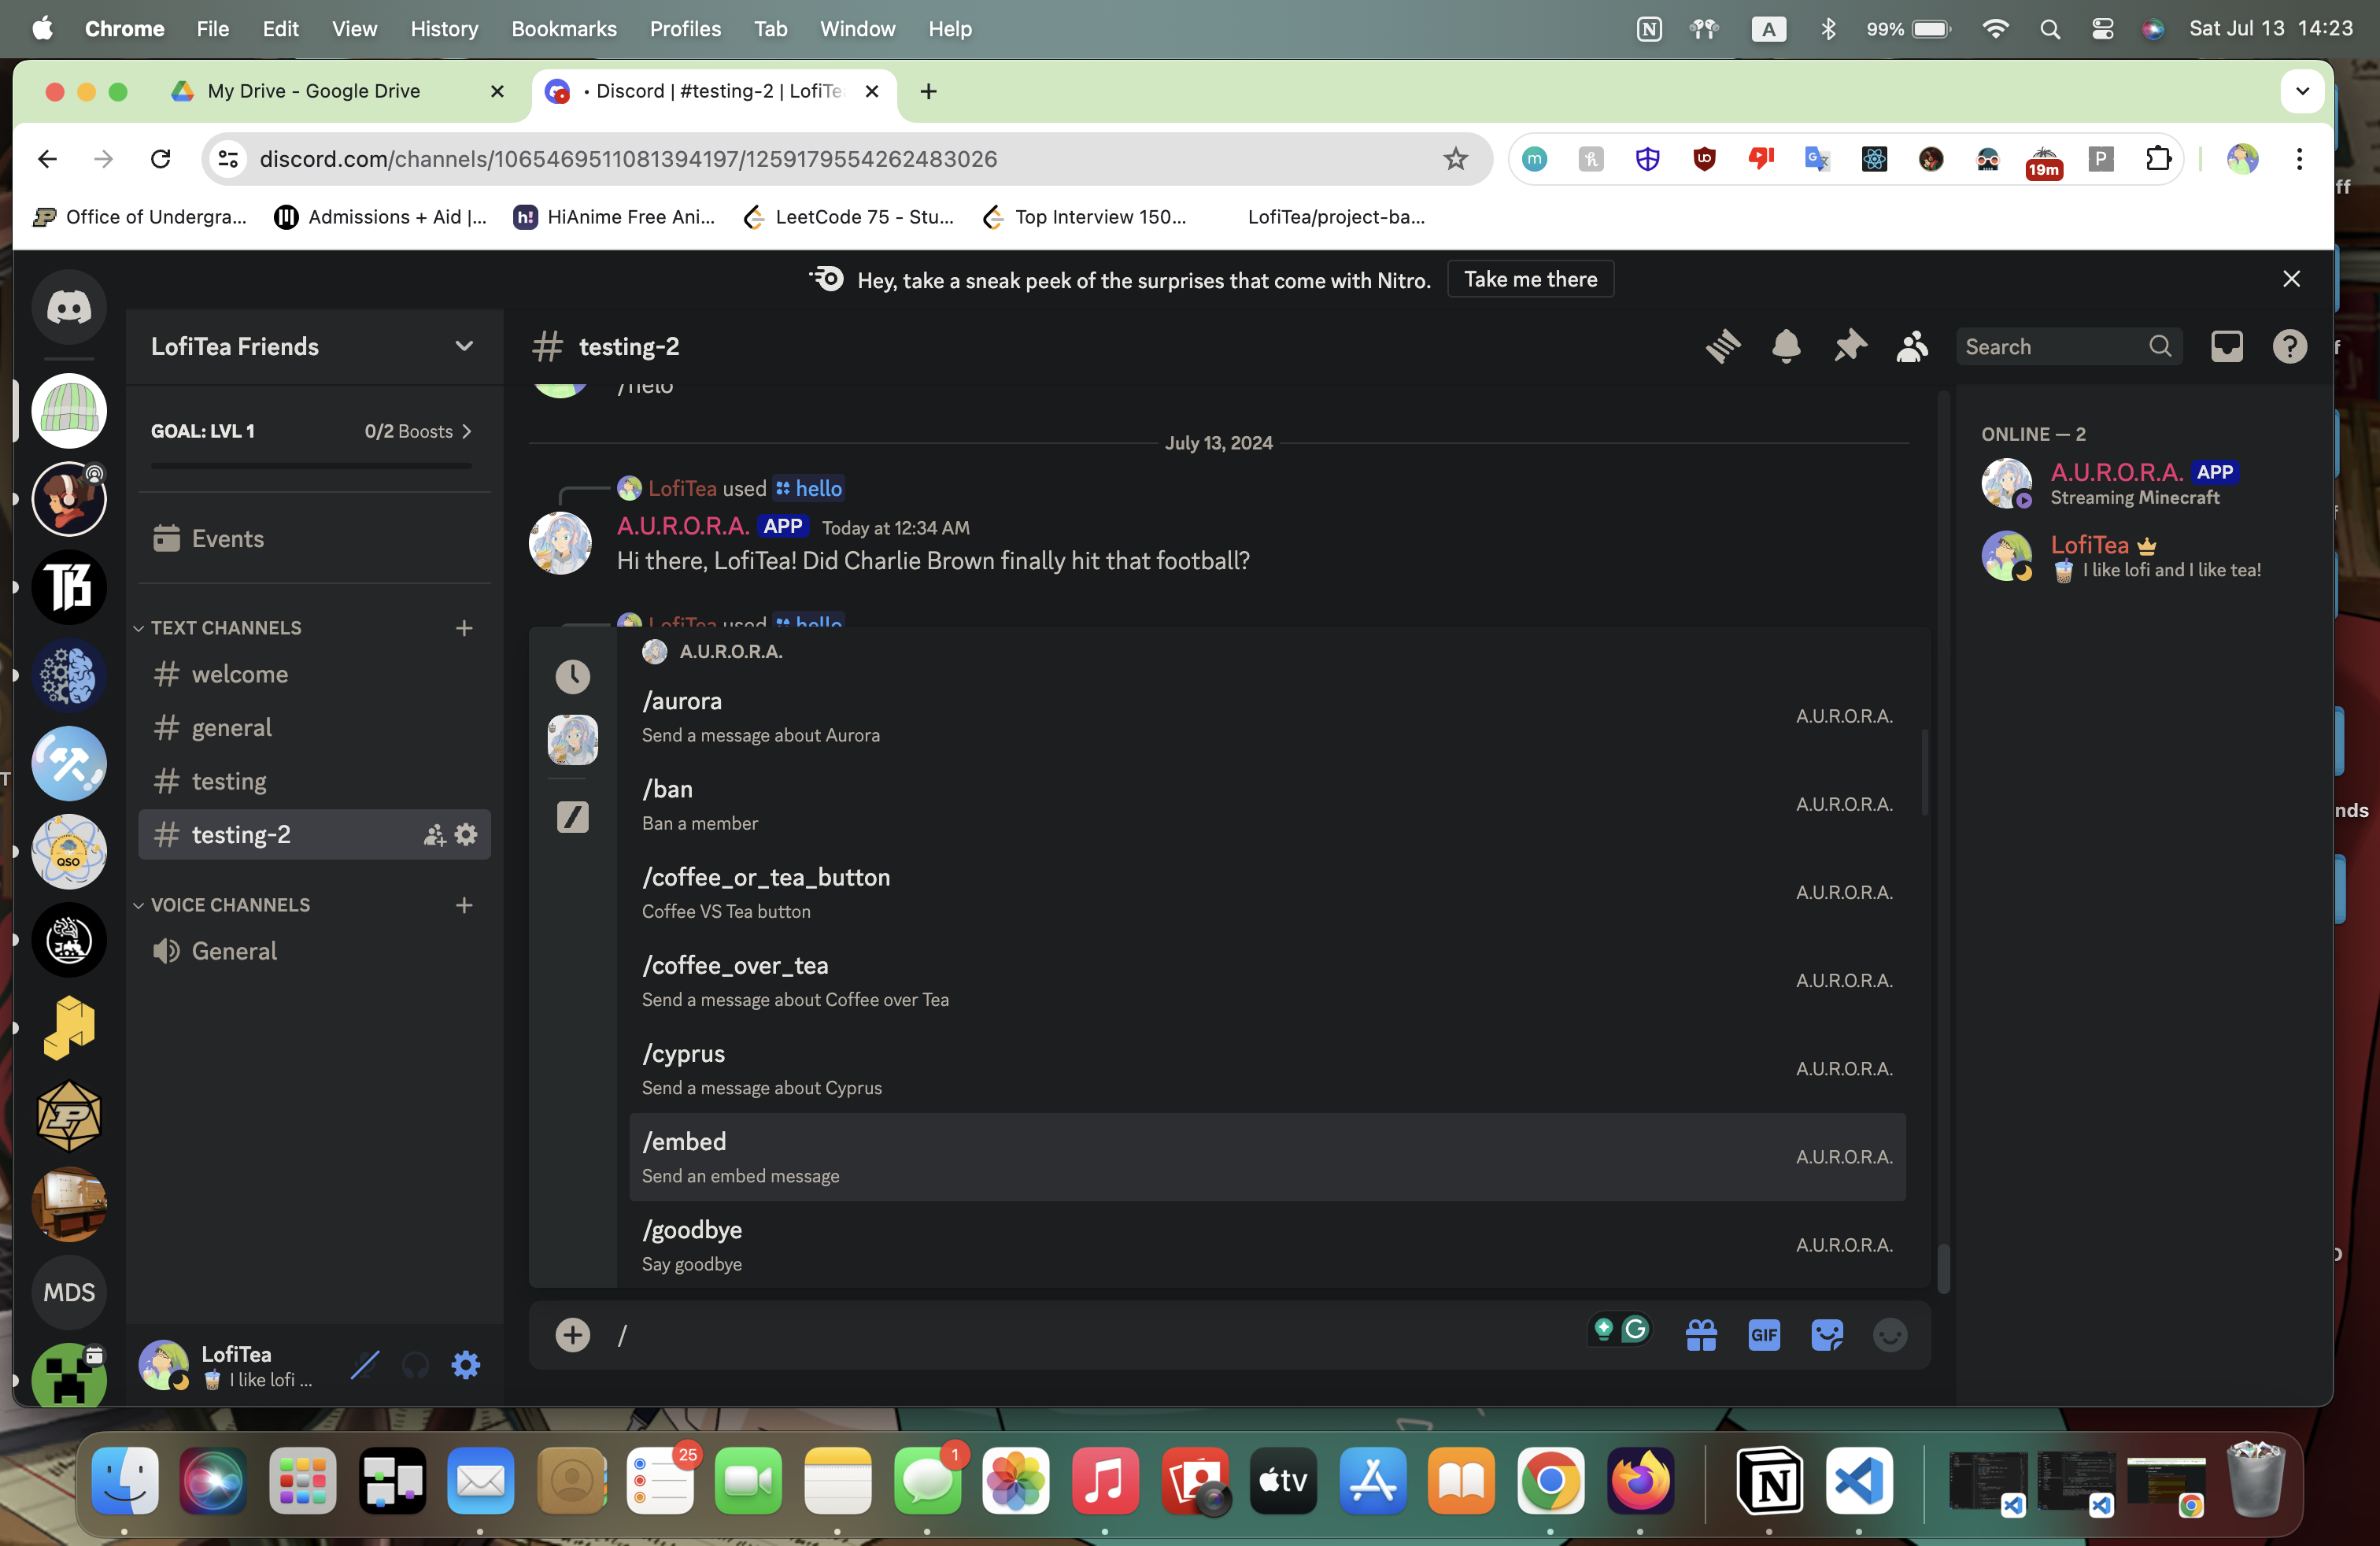 Chrome File Edit View History Bookmarks Profiles Tab Window Help
N A 99% Sat Jul 13 14:23
My Drive - Google Drive
• Discord | #testing-2 | LofiTe
discord.com/channels/1065469511081394197/1259179554262483026
19m
Office of Undergra...
Admissions + Aid |...
HiAnime Free Ani...
LeetCode 75 - Stu...
Top Interview 150...
LofiTea/project-ba...
Hey, take a sneak peek of the surprises that come with Nitro.
Take me there
LofiTea Friends
GOAL: LVL 1
0/2 Boosts
Events
TEXT CHANNELS
welcome
general
testing
testing-2
VOICE CHANNELS
General
QSO
MDS
LofiTea
I like lofi ...
testing-2
Search
/helo
July 13, 2024
LofiTea used hello
A.U.R.O.R.A. APP Today at 12:34 AM
Hi there, LofiTea! Did Charlie Brown finally hit that football?
LofiTea used hello
A.U.R.O.R.A.
/aurora
Send a message about Aurora
A.U.R.O.R.A.
/ban
Ban a member
A.U.R.O.R.A.
/coffee_or_tea_button
Coffee VS Tea button
A.U.R.O.R.A.
/coffee_over_tea
Send a message about Coffee over Tea
A.U.R.O.R.A.
/cyprus
Send a message about Cyprus
A.U.R.O.R.A.
/embed
Send an embed message
A.U.R.O.R.A.
/goodbye
Say goodbye
A.U.R.O.R.A.
/
GIF
ONLINE — 2
A.U.R.O.R.A. APP
Streaming Minecraft
LofiTea
I like lofi and I like tea!
ff
nds
25
1
tv